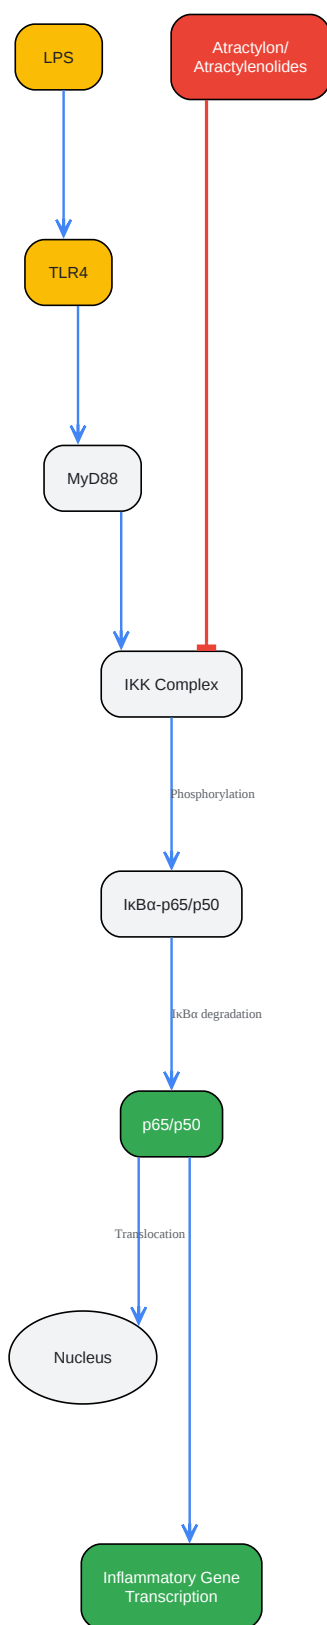 LPS
Atractylon/
Atractylenolides
TLR4
MyD88
IKK Complex
Phosphorylation
IκBα-p65/p50
IκBα degradation
p65/p50
Translocation
Nucleus
Inflammatory Gene
Transcription